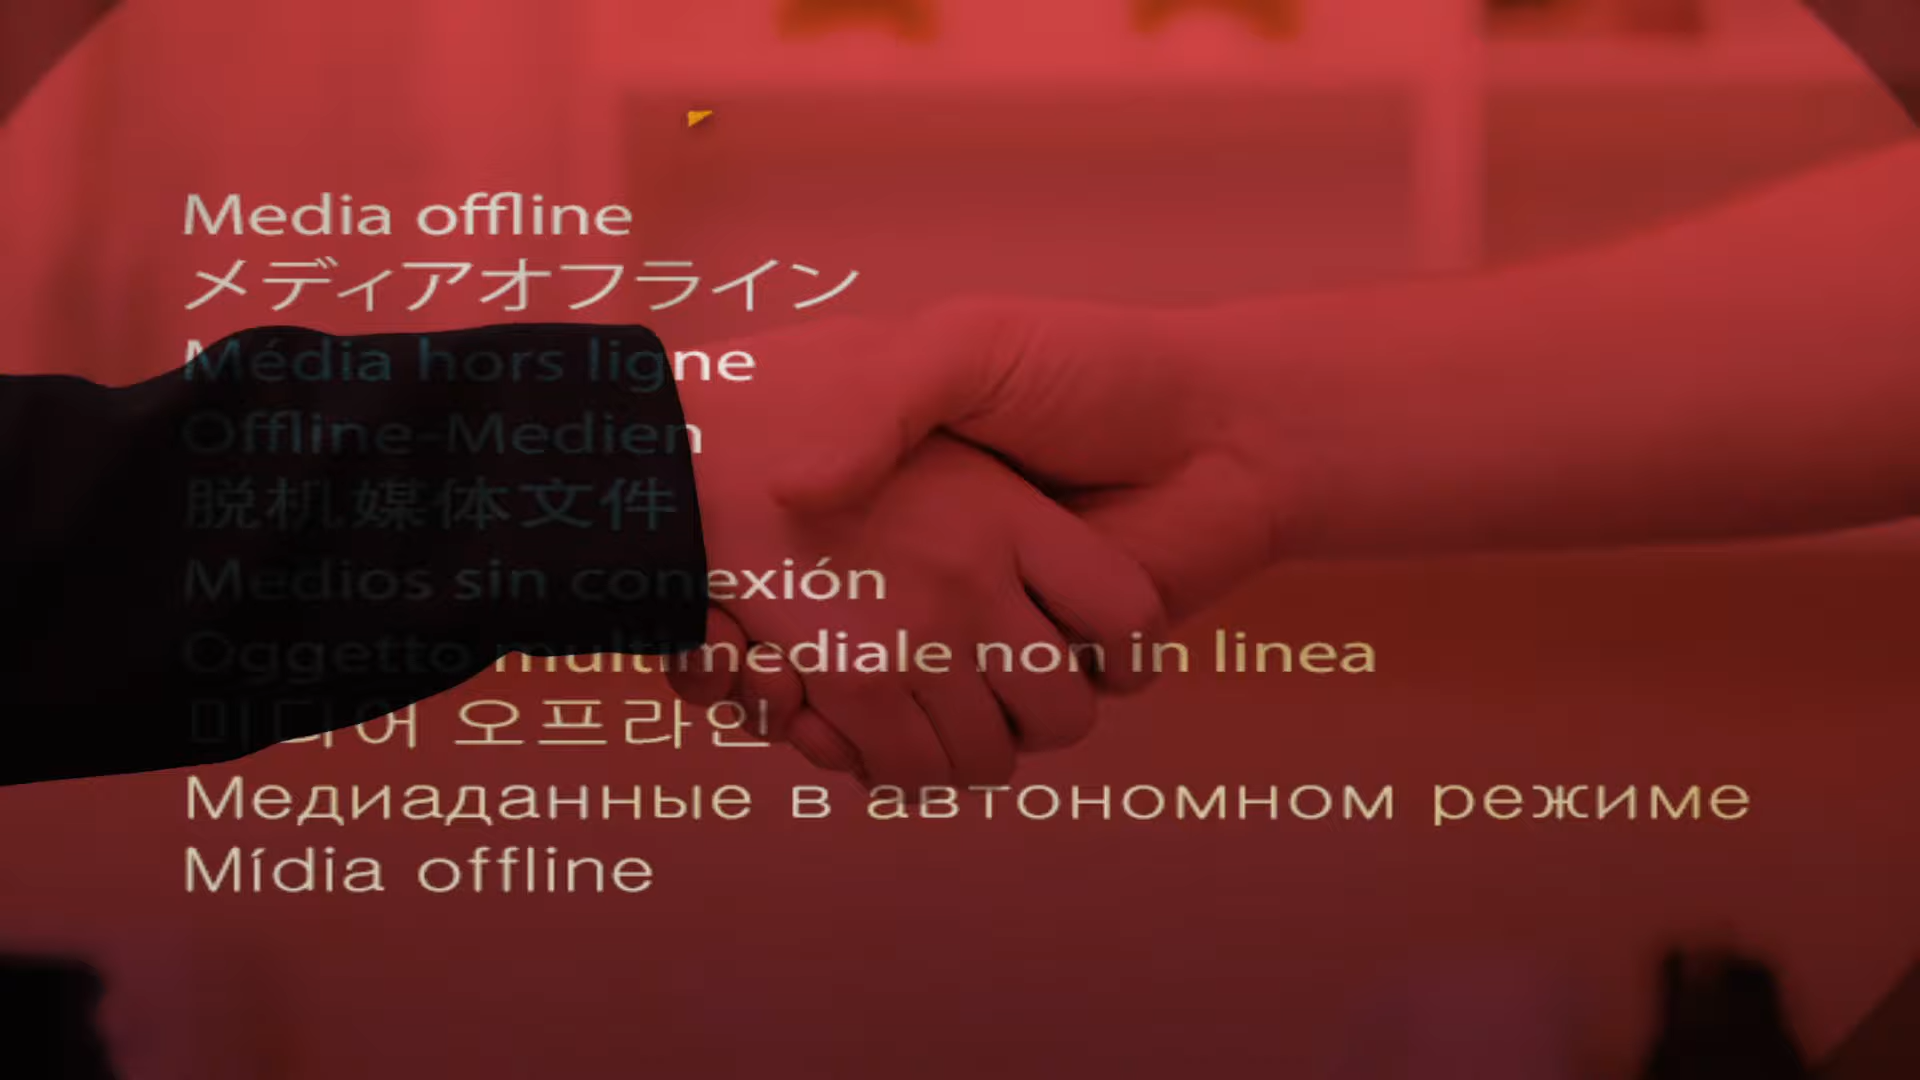 Media offline
メディアオフライン
Média hors ligne
Offline-Medien
脱机媒体文件
Medios sin conexión
Oggetto multimediale non in linea
미디어 오프라인
Медиаданные в автономном режиме
Mídia offline